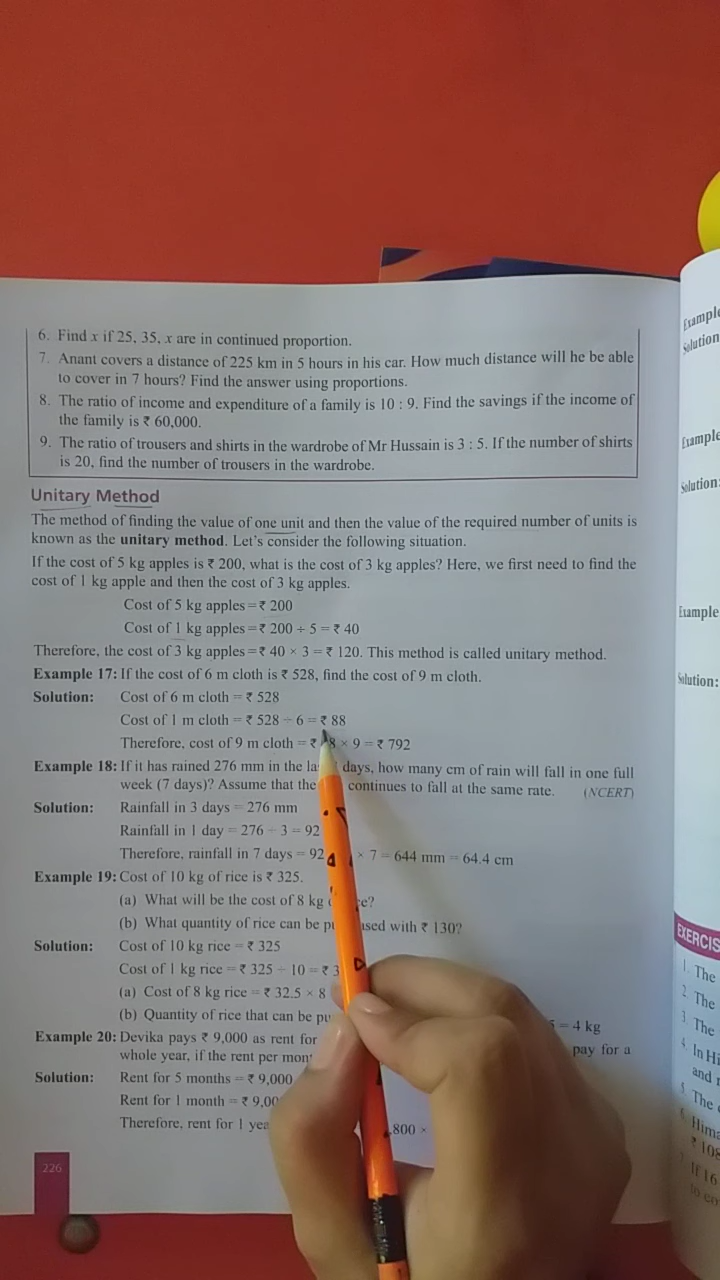 6. Find x if 25, 35, x are in continued proportion.
7. Anant covers a distance of 225 km in 5 hours in his car. How much distance will he be able
to cover in 7 hours? Find the answer using proportions.
8. The ratio of income and expenditure of a family is 10 : 9. Find the savings if the income of
the family is ₹ 60,000.
9. The ratio of trousers and shirts in the wardrobe of Mr Hussain is 3 : 5. If the number of shirts
is 20, find the number of trousers in the wardrobe.
Unitary Method
The method of finding the value of one unit and then the value of the required number of units is
known as the unitary method. Let's consider the following situation.
If the cost of 5 kg apples is ₹ 200, what is the cost of 3 kg apples? Here, we first need to find the
cost of 1 kg apple and then the cost of 3 kg apples.
Cost of 5 kg apples = ₹ 200
Cost of 1 kg apples = ₹ 200 ÷ 5 = ₹ 40
Therefore, the cost of 3 kg apples = ₹ 40 × 3 = ₹ 120. This method is called unitary method.
Example 17: If the cost of 6 m cloth is ₹ 528, find the cost of 9 m cloth.
Solution: Cost of 6 m cloth = ₹ 528
Cost of 1 m cloth = ₹ 528 ÷ 6 = ₹ 88
Therefore, cost of 9 m cloth = ₹ 8 × 9 = ₹ 792
Example 18: If it has rained 276 mm in the days, how many cm of rain will fall in one full
week (7 days)? Assume that the continues to fall at the same rate. (NCERT)
Solution: Rainfall in 3 days = 276 mm
Rainfall in 1 day = 276 ÷ 3 = 92
Therefore, rainfall in 7 days = 92 × 7 = 644 mm = 64.4 cm
Example 19: Cost of 10 kg of rice is ₹ 325.
(a) What will be the cost of 8 kg
(b) What quantity of rice can be with ₹ 130?
Solution: Cost of 10 kg rice = ₹ 325
Cost of 1 kg rice = ₹ 325 ÷ 10 = ₹
(a) Cost of 8 kg rice = ₹ 32.5 × 8
(b) Quantity of rice that can be = 4 kg
Example 20: Devika pays ₹ 9,000 as rent for pay for a
whole year, if the rent per
Solution: Rent for 5 months = ₹ 9,000
Rent for 1 month = ₹
Therefore, rent for 1 800 ×
226
Example
Solution
Example
Solution:
Example
Solution:
EXERCIS
1. The
2. The
3. The
4. In
and
5. The